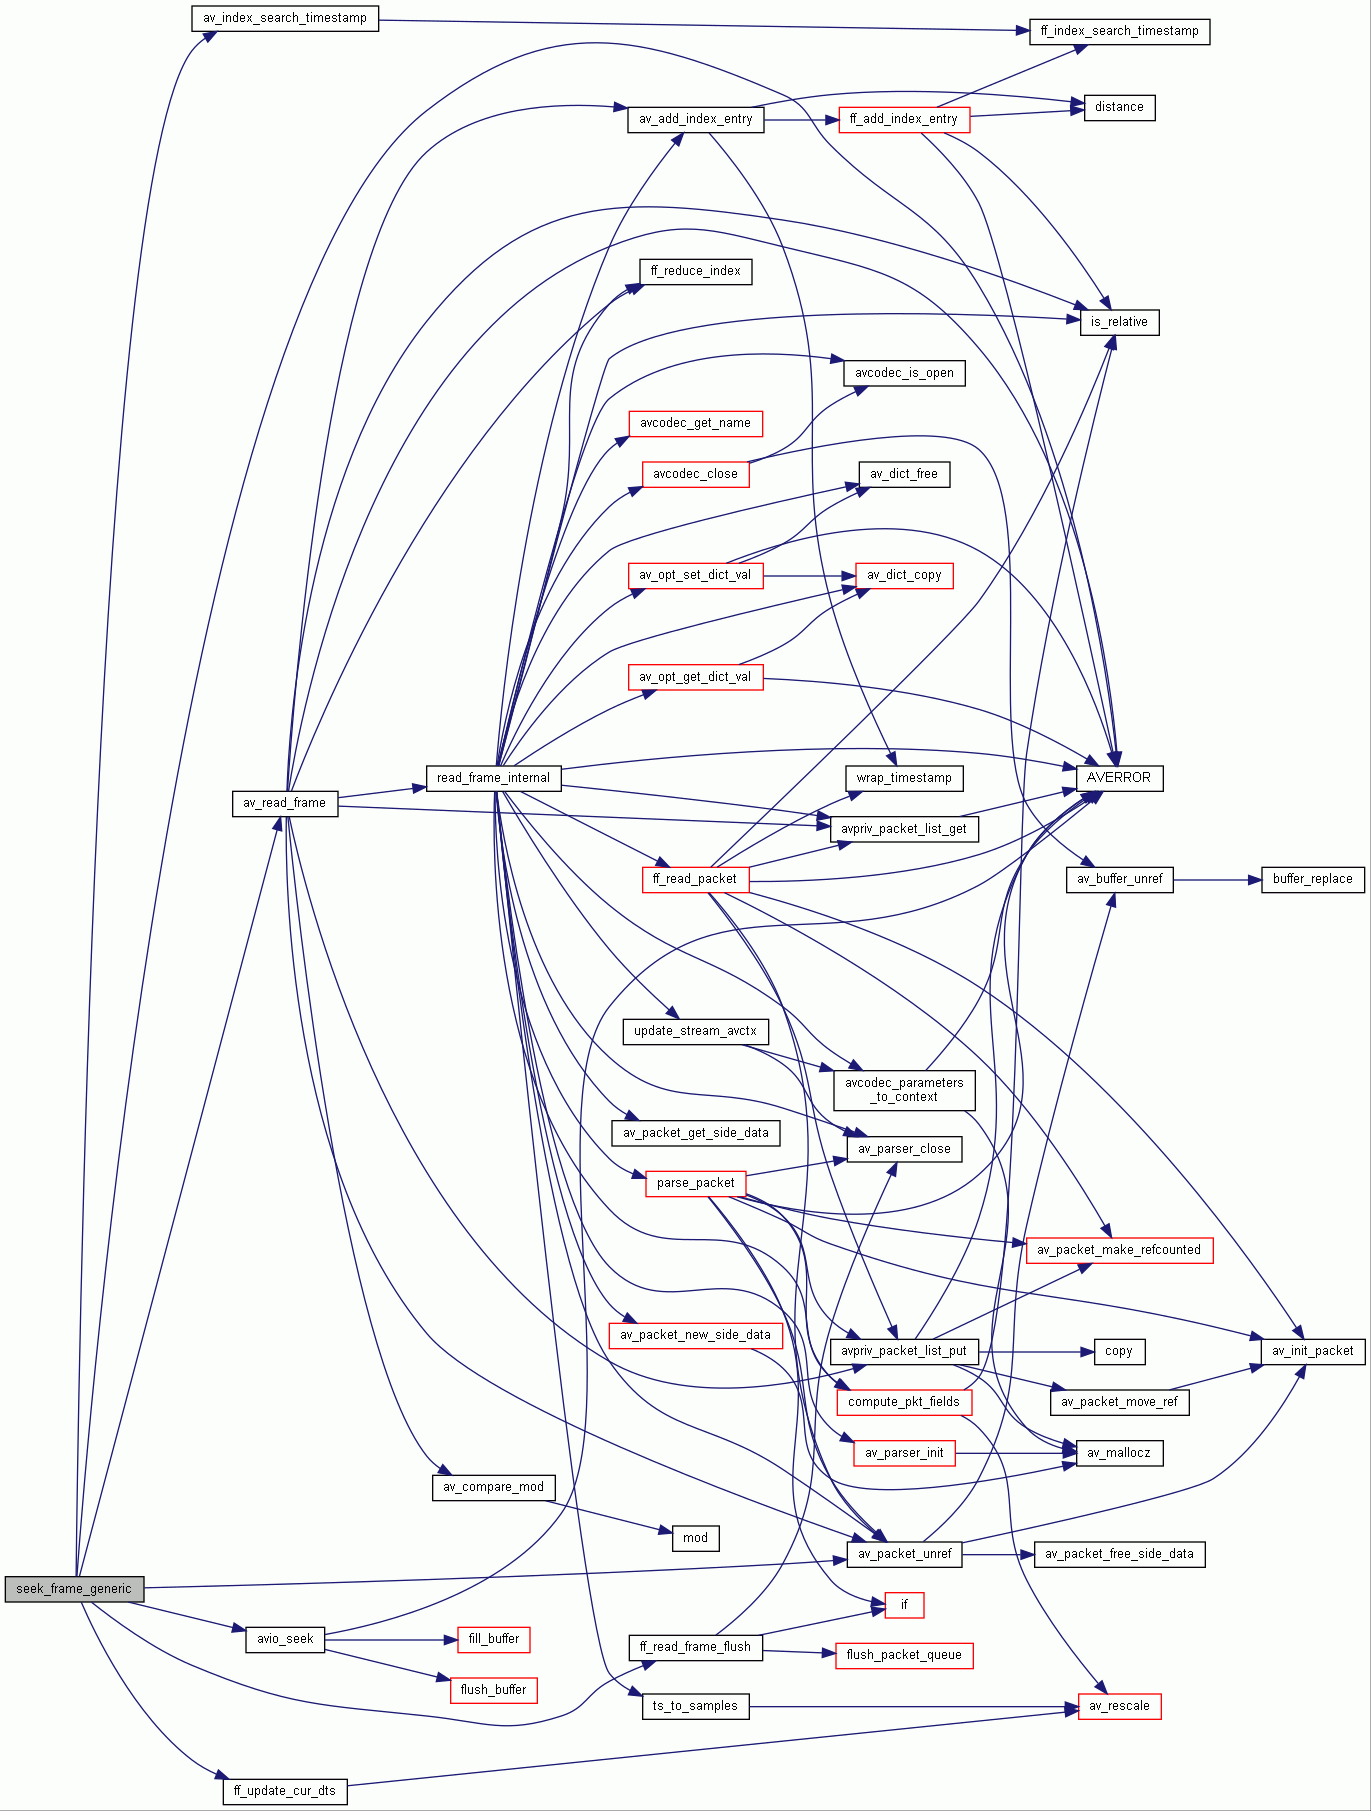 av_index_search_timestamp
ff_index_search_timestamp
distance
av_add_index_entry
ff_add_index_entry
ff_reduce_index
is_relative
avcodec_is_open
avcodec_get_name
avcodec_close
av_dict_free
av_opt_set_dict_val
av_dict_copy
av_opt_get_dict_val
read_frame_internal
wrap_timestamp
AVERROR
av_read_frame
avpriv_packet_list_get
ff_read_packet
av_buffer_unref
buffer_replace
update_stream_avctx
avcodec_parameters
_to_context
av_packet_get_side_data
av_parser_close
parse_packet
av_packet_make_refcounted
av_packet_new_side_data
avpriv_packet_list_put
copy
av_init_packet
compute_pkt_fields
av_packet_move_ref
av_parser_init
av_mallocz
av_compare_mod
mod
av_packet_unref
av_packet_free_side_data
seek_frame_generic
if
avio_seek
fill_buffer
ff_read_frame_flush
flush_packet_queue
flush_buffer
ts_to_samples
av_rescale
ff_update_cur_dts